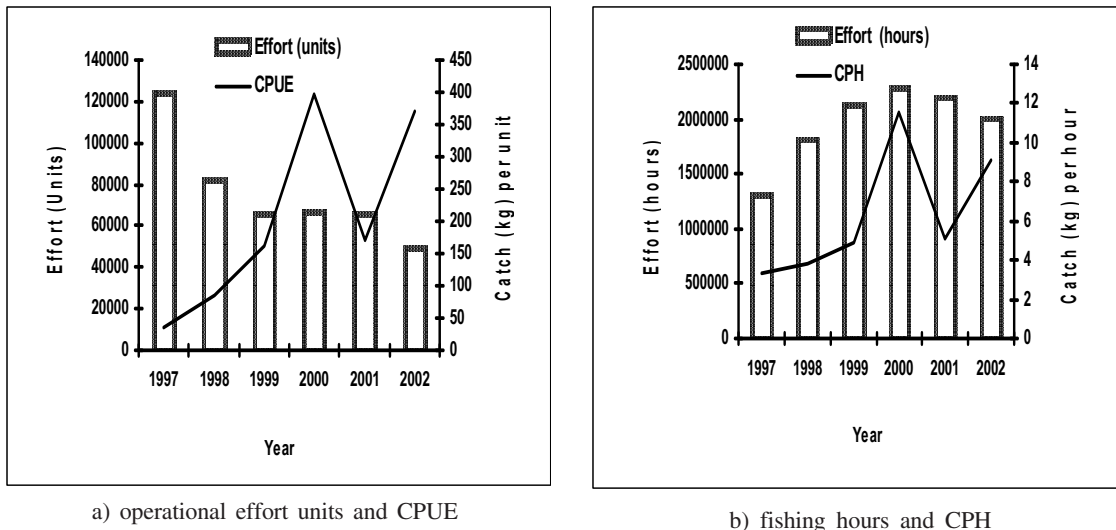 Effort (units)
CPUE
140000
120000
100000
80000
60000
40000
20000
0
Effort (Units)
450
400
350
300
250
200
150
100
50
0
Catch (kg) per unit
1997 1998 1999 2000 2001 2002
Year
a) operational effort units and CPUE
Effort (hours)
CPH
2500000
2000000
1500000
1000000
500000
0
Effort (hours)
14
12
10
8
6
4
2
0
Catch (kg) per hour
1997 1998 1999 2000 2001 2002
Year
b) fishing hours and CPH